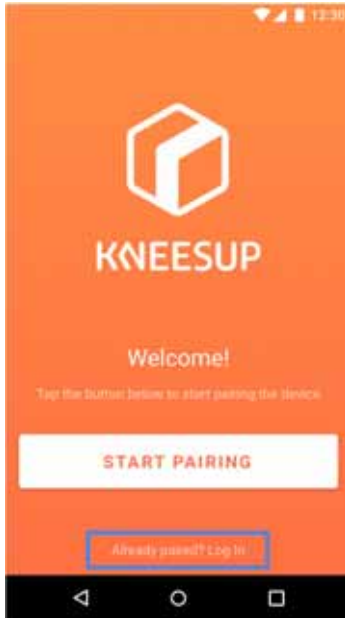 12:30
KNEESUP
Welcome!
Tap the button below to start pairing the device
START PAIRING
Already paired? Log In